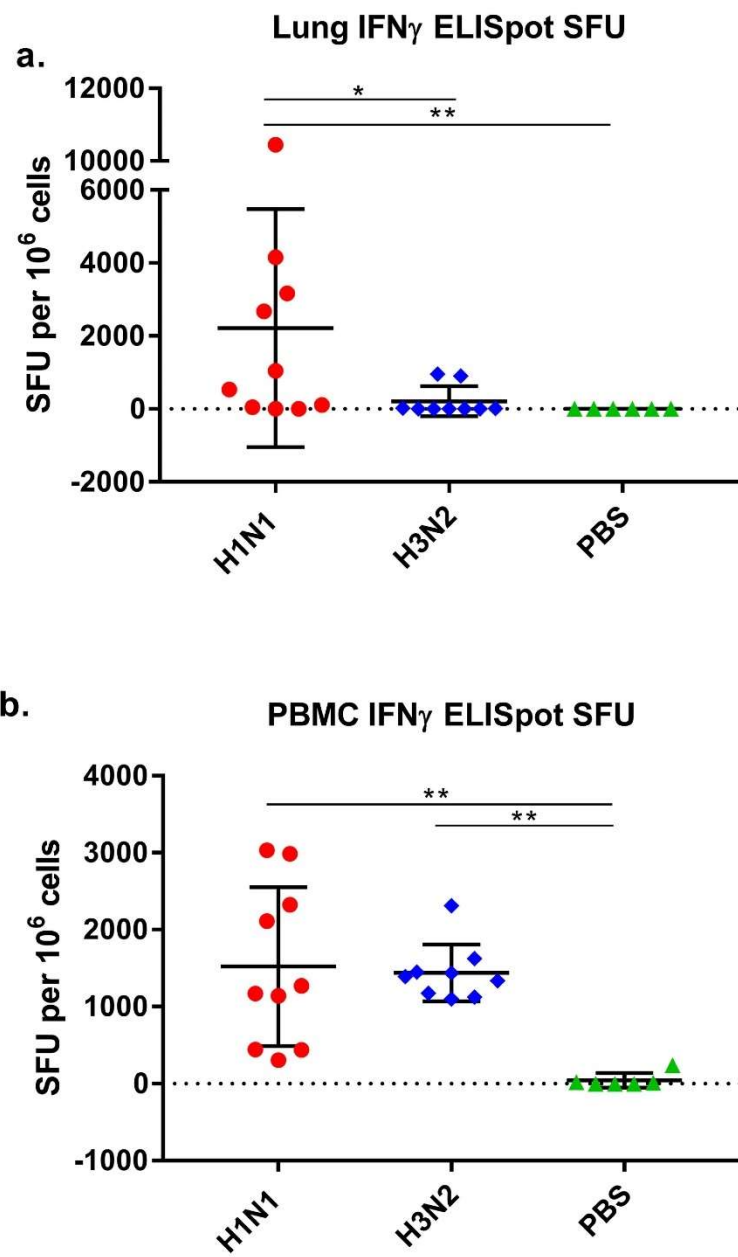 Lung IFNγ ELISpot SFU
a.
12000
*
**
10000
6000
4000
2000
0
-2000
SFU per 10⁶ cells
H1N1
H3N2
PBS
b.
PBMC IFNγ ELISpot SFU
4000
**
**
3000
2000
1000
0
-1000
SFU per 10⁶ cells
H1N1
H3N2
PBS